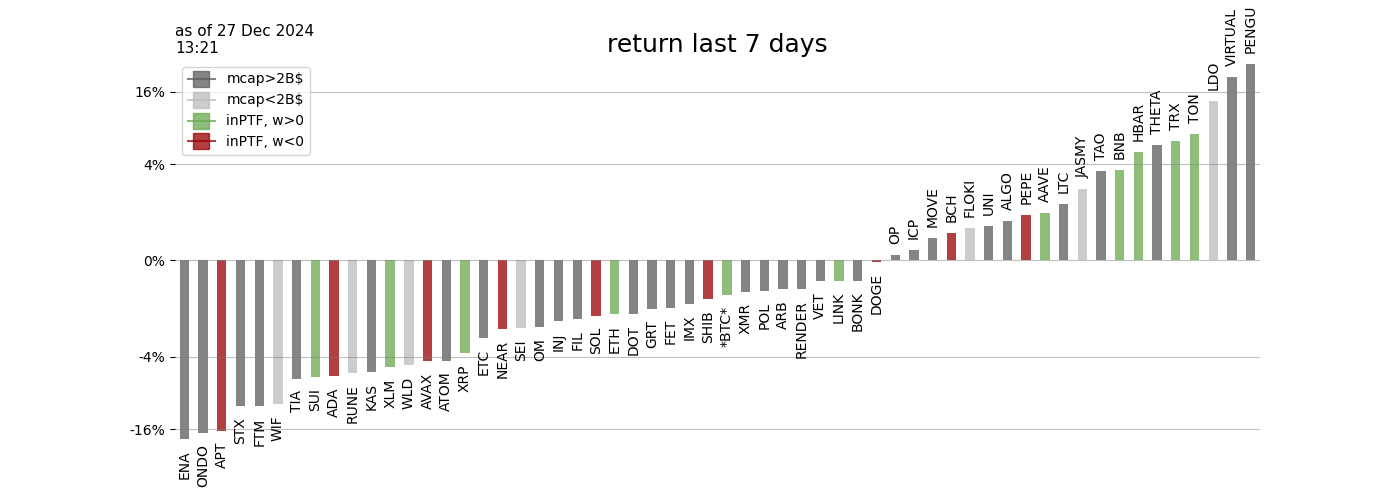 as of 27 Dec 2024
13:21
return last 7 days
mcap>2B$
mcap<2B$
inPTF, w>0
inPTF, w<0
16%
4%
0%
-4%
-16%
ENA
ONDO
APT
STX
FTM
WIF
TIA
SUI
ADA
RUNE
KAS
XLM
WLD
AVAX
ATOM
XRP
ETC
NEAR
SEI
OM
INJ
FIL
SOL
ETH
DOT
GRT
FET
IMX
SHIB
*BTC*
XMR
POL
ARB
RENDER
VET
LINK
BONK
DOGE
OP
ICP
MOVE
BCH
FLOKI
UNI
ALGO
PEPE
AAVE
LTC
JASMY
TAO
BNB
HBAR
THETA
TRX
TON
LDO
VIRTUAL
PENGU